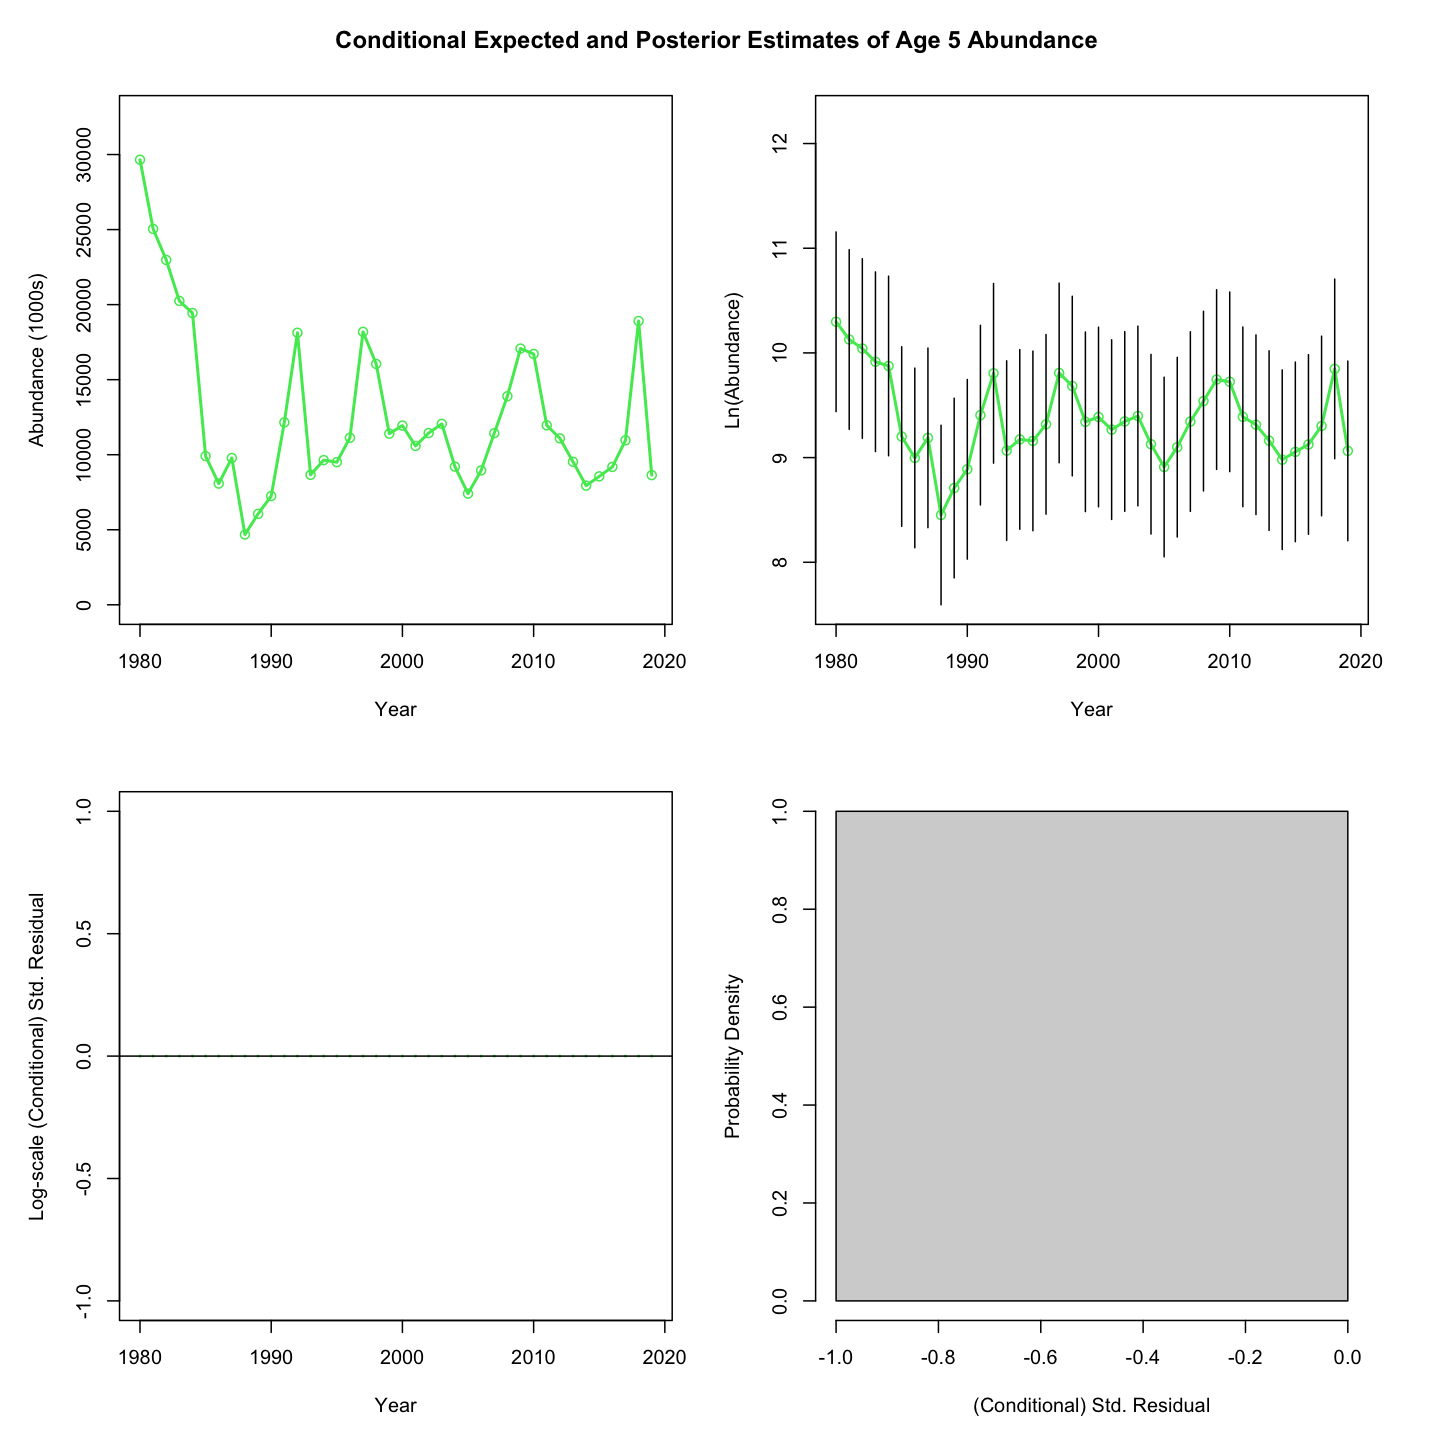 Conditional Expected and Posterior Estimates of Age 5 Abundance
Abundance (1000s)
30000
25000
20000
15000
10000
5000
0
1980 1990 2000 2010 2020
Year
Ln(Abundance)
12
11
10
9
8
1980 1990 2000 2010 2020
Year
Log-scale (Conditional) Std. Residual
1.0
0.5
0.0
-0.5
-1.0
1980 1990 2000 2010 2020
Year
Probability Density
1.0
0.8
0.6
0.4
0.2
0.0
-1.0 -0.8 -0.6 -0.4 -0.2 0.0
(Conditional) Std. Residual